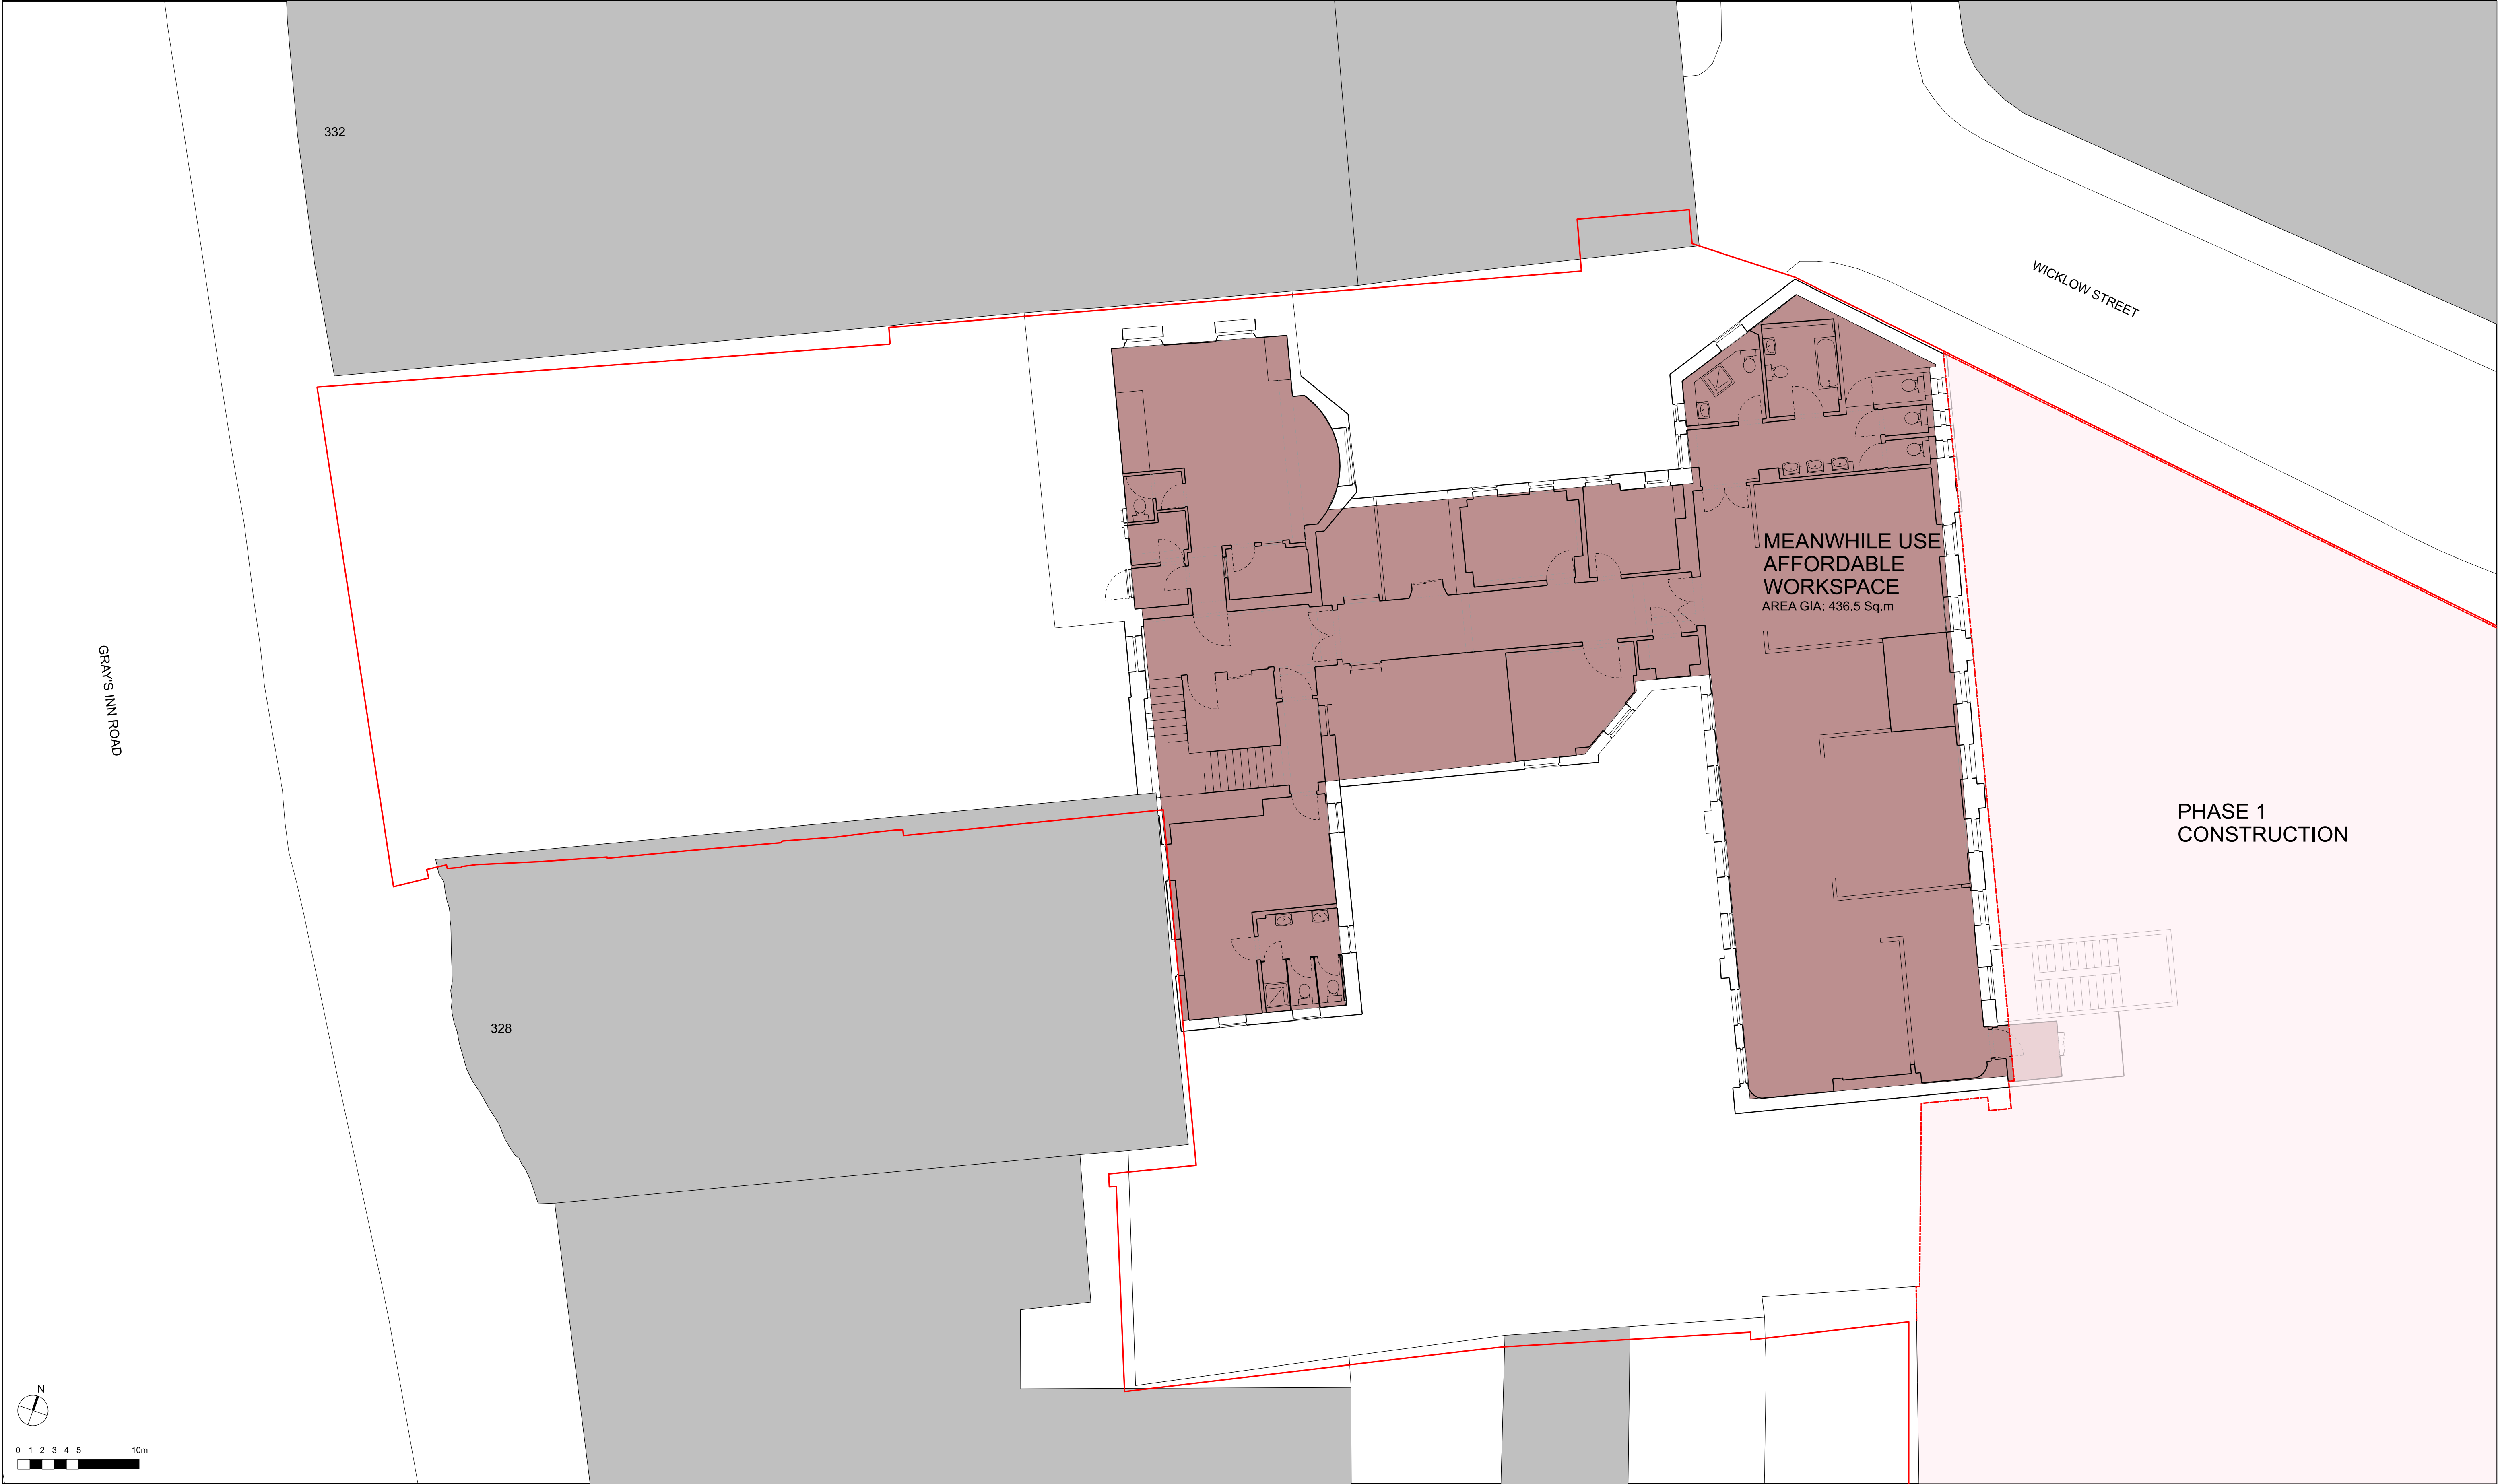 332
WICKLOW STREET
MEANWHILE USE
AFFORDABLE
WORKSPACE
AREA GIA: 436.5 Sq.m
GRAY'S INN ROAD
PHASE 1
CONSTRUCTION
328
N
0 1 2 3 4 5 10m